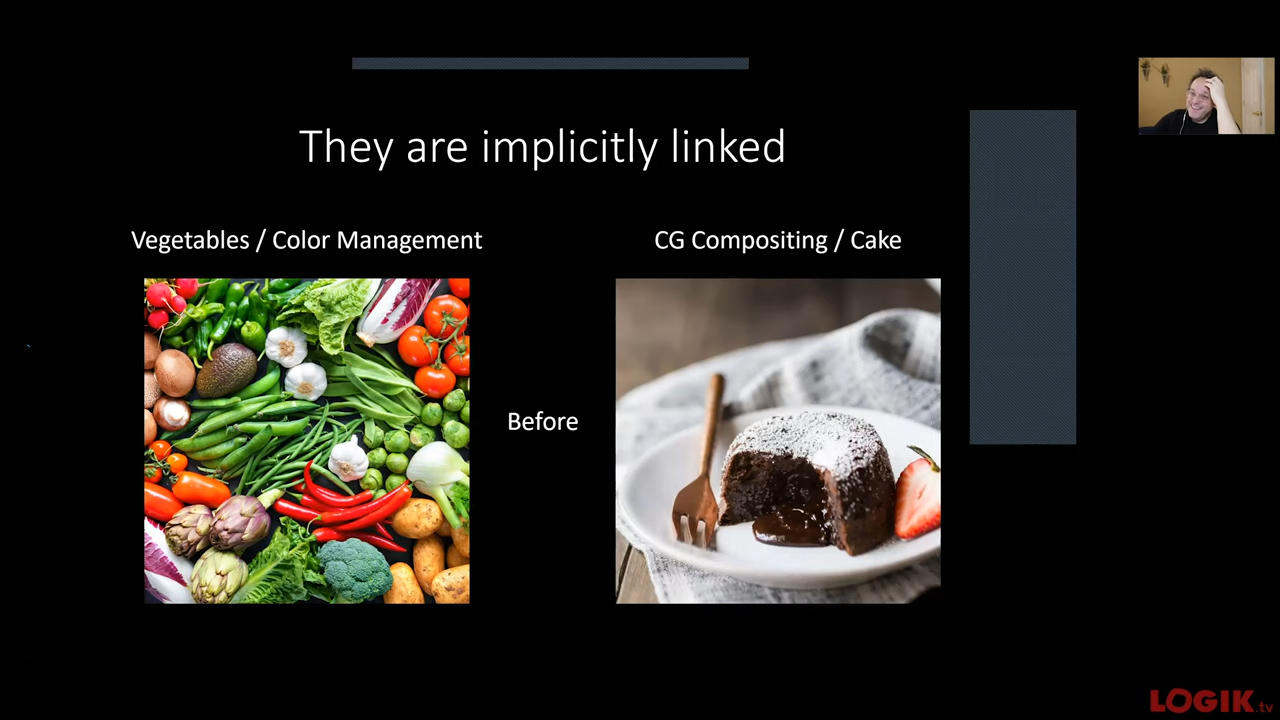 They are implicitly linked
Vegetables / Color Management
CG Compositing / Cake
Before
LOGIK.tv